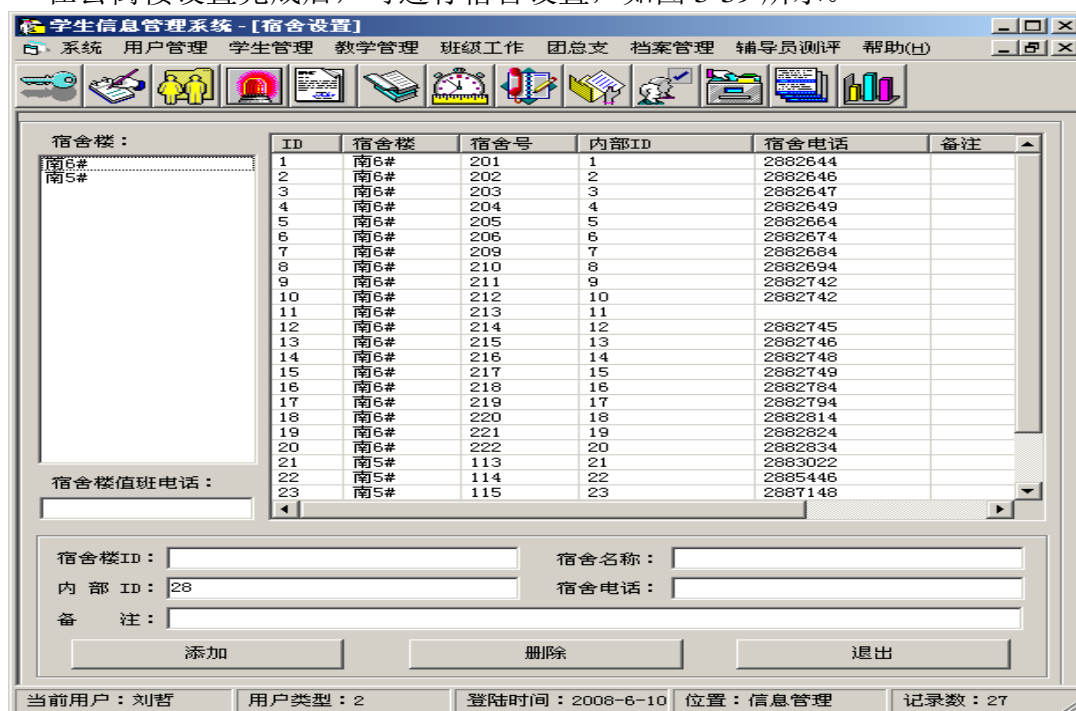 学生信息管理系统 - [宿舍设置]
系统 用户管理 学生管理 教学管理 班级工作 团总支 档案管理 辅导员测评 帮助(H)
宿舍楼：
南6#
南5#
ID 宿舍楼 宿舍号 内部ID 宿舍电话 备注
1 南6# 201 1 2882644
2 南6# 202 2 2882646
3 南6# 203 3 2882647
4 南6# 204 4 2882649
5 南6# 205 5 2882664
6 南6# 206 6 2882674
7 南6# 209 7 2882684
8 南6# 210 8 2882694
9 南6# 211 9 2882742
10 南6# 212 10 2882742
11 南6# 213 11
12 南6# 214 12 2882745
13 南6# 215 13 2882746
14 南6# 216 14 2882748
15 南6# 217 15 2882749
16 南6# 218 16 2882784
17 南6# 219 17 2882794
18 南6# 220 18 2882814
19 南6# 221 19 2882824
20 南6# 222 20 2882834
21 南5# 113 21 2883022
22 南5# 114 22 2885446
23 南5# 115 23 2887148
宿舍楼值班电话：
宿舍楼ID： 宿舍名称：
内 部 ID：28 宿舍电话：
备 注：
添加 删除 退出
当前用户：刘哲 用户类型：2 登陆时间：2008-6-10 位置：信息管理 记录数：27